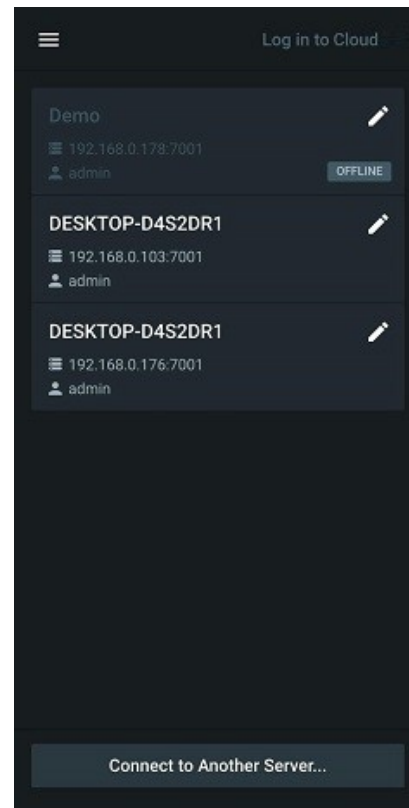 Log in to Cloud
Demo
192.168.0.178:7001
admin
OFFLINE
DESKTOP-D4S2DR1
192.168.0.103:7001
admin
DESKTOP-D4S2DR1
192.168.0.176:7001
admin
Connect to Another Server...